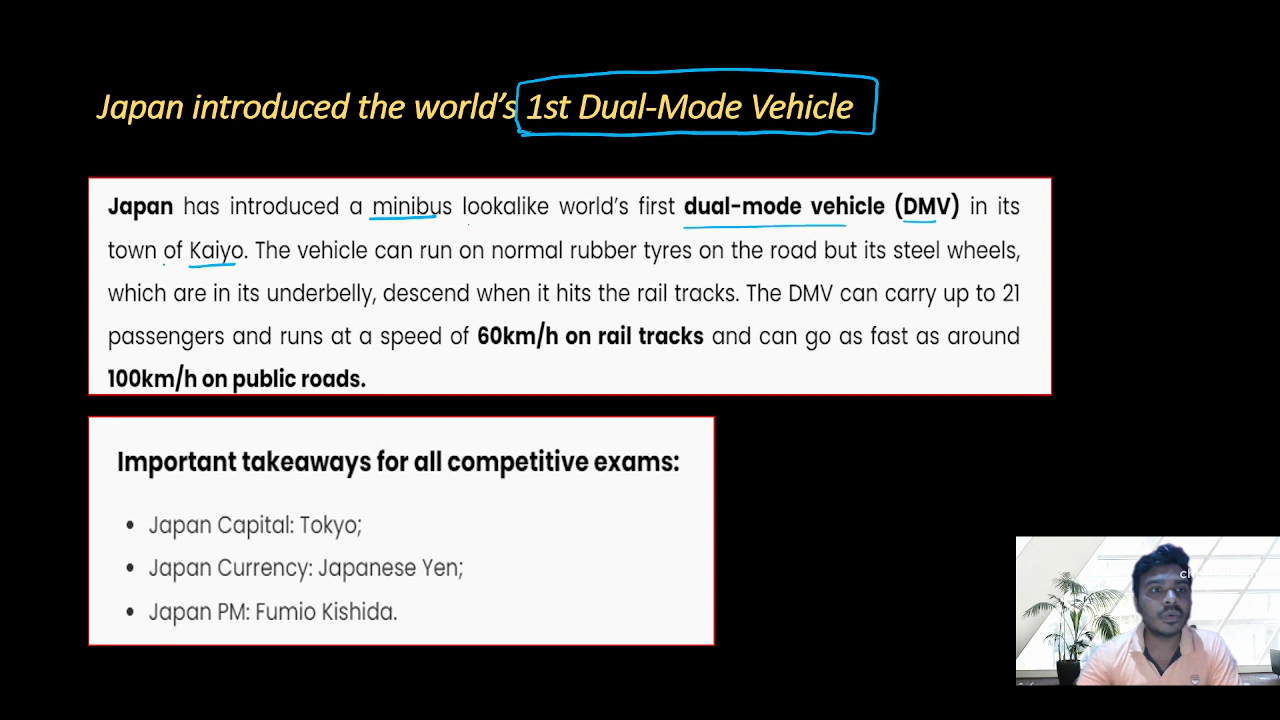 Japan introduced the world's 1st Dual-Mode Vehicle
Japan has introduced a minibus lookalike world's first dual-mode vehicle (DMV) in its
town of Kaiyo. The vehicle can run on normal rubber tyres on the road but its steel wheels,
which are in its underbelly, descend when it hits the rail tracks. The DMV can carry up to 21
passengers and runs at a speed of 60km/h on rail tracks and can go as fast as around
100km/h on public roads.
Important takeaways for all competitive exams:
• Japan Capital: Tokyo;
• Japan Currency: Japanese Yen;
• Japan PM: Fumio Kishida.